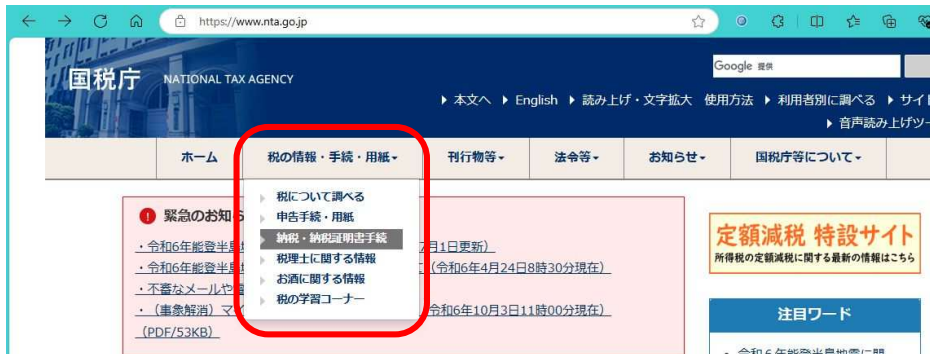 https://www.nta.go.jp
国税庁 NATIONAL TAX AGENCY
Google 提供
本文へ English 読み上げ・文字拡大 使用方法 利用者別に調べる サイト
音声読み上げツー
ホーム 税の情報・手続・用紙 刊行物等 法令等 お知らせ 国税庁等について
税について調べる
申告手続・用紙
納税・納税証明書手続
税理士に関する情報
お酒に関する情報
税の学習コーナー
緊急のお知ら
・令和6年能登半島 7月1日更新)
・令和6年能登半島 (令和6年4月24日8時30分現在)
・不審なメールや
・(事象解消)マイ 令和6年10月3日11時00分現在)
(PDF/53KB)
定額減税 特設サイト
所得税の定額減税に関する最新の情報はこちら
注目ワード